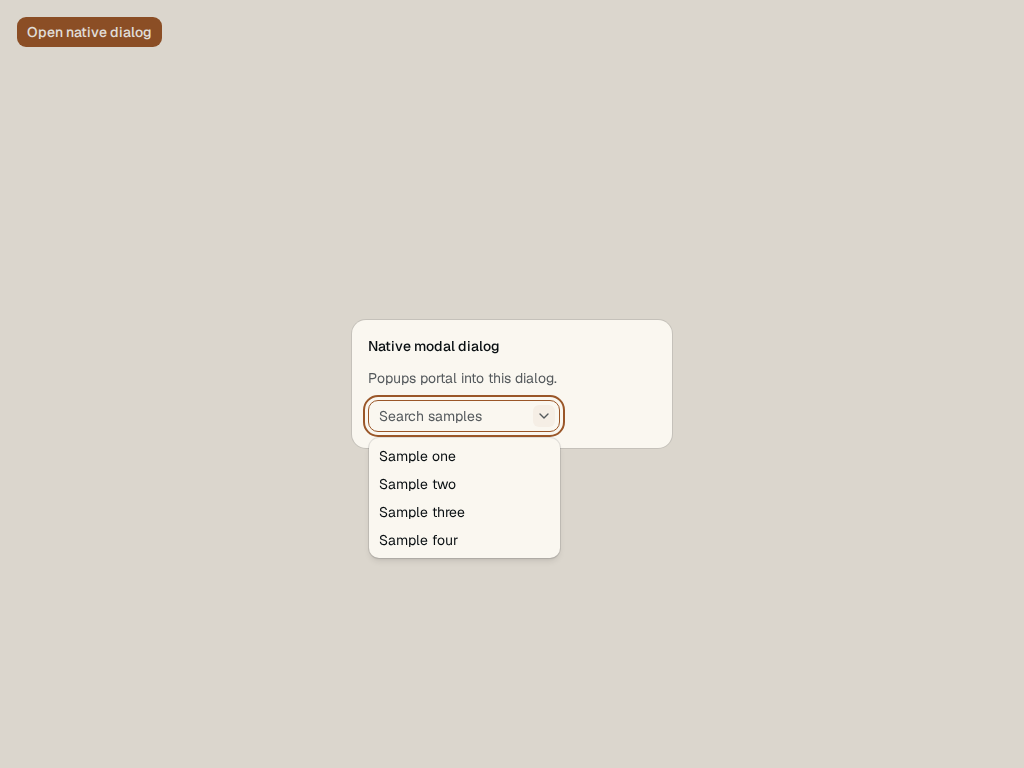 Open native dialog
Native modal dialog
Popups portal into this dialog.
Search samples
Sample one
Sample two
Sample three
Sample four